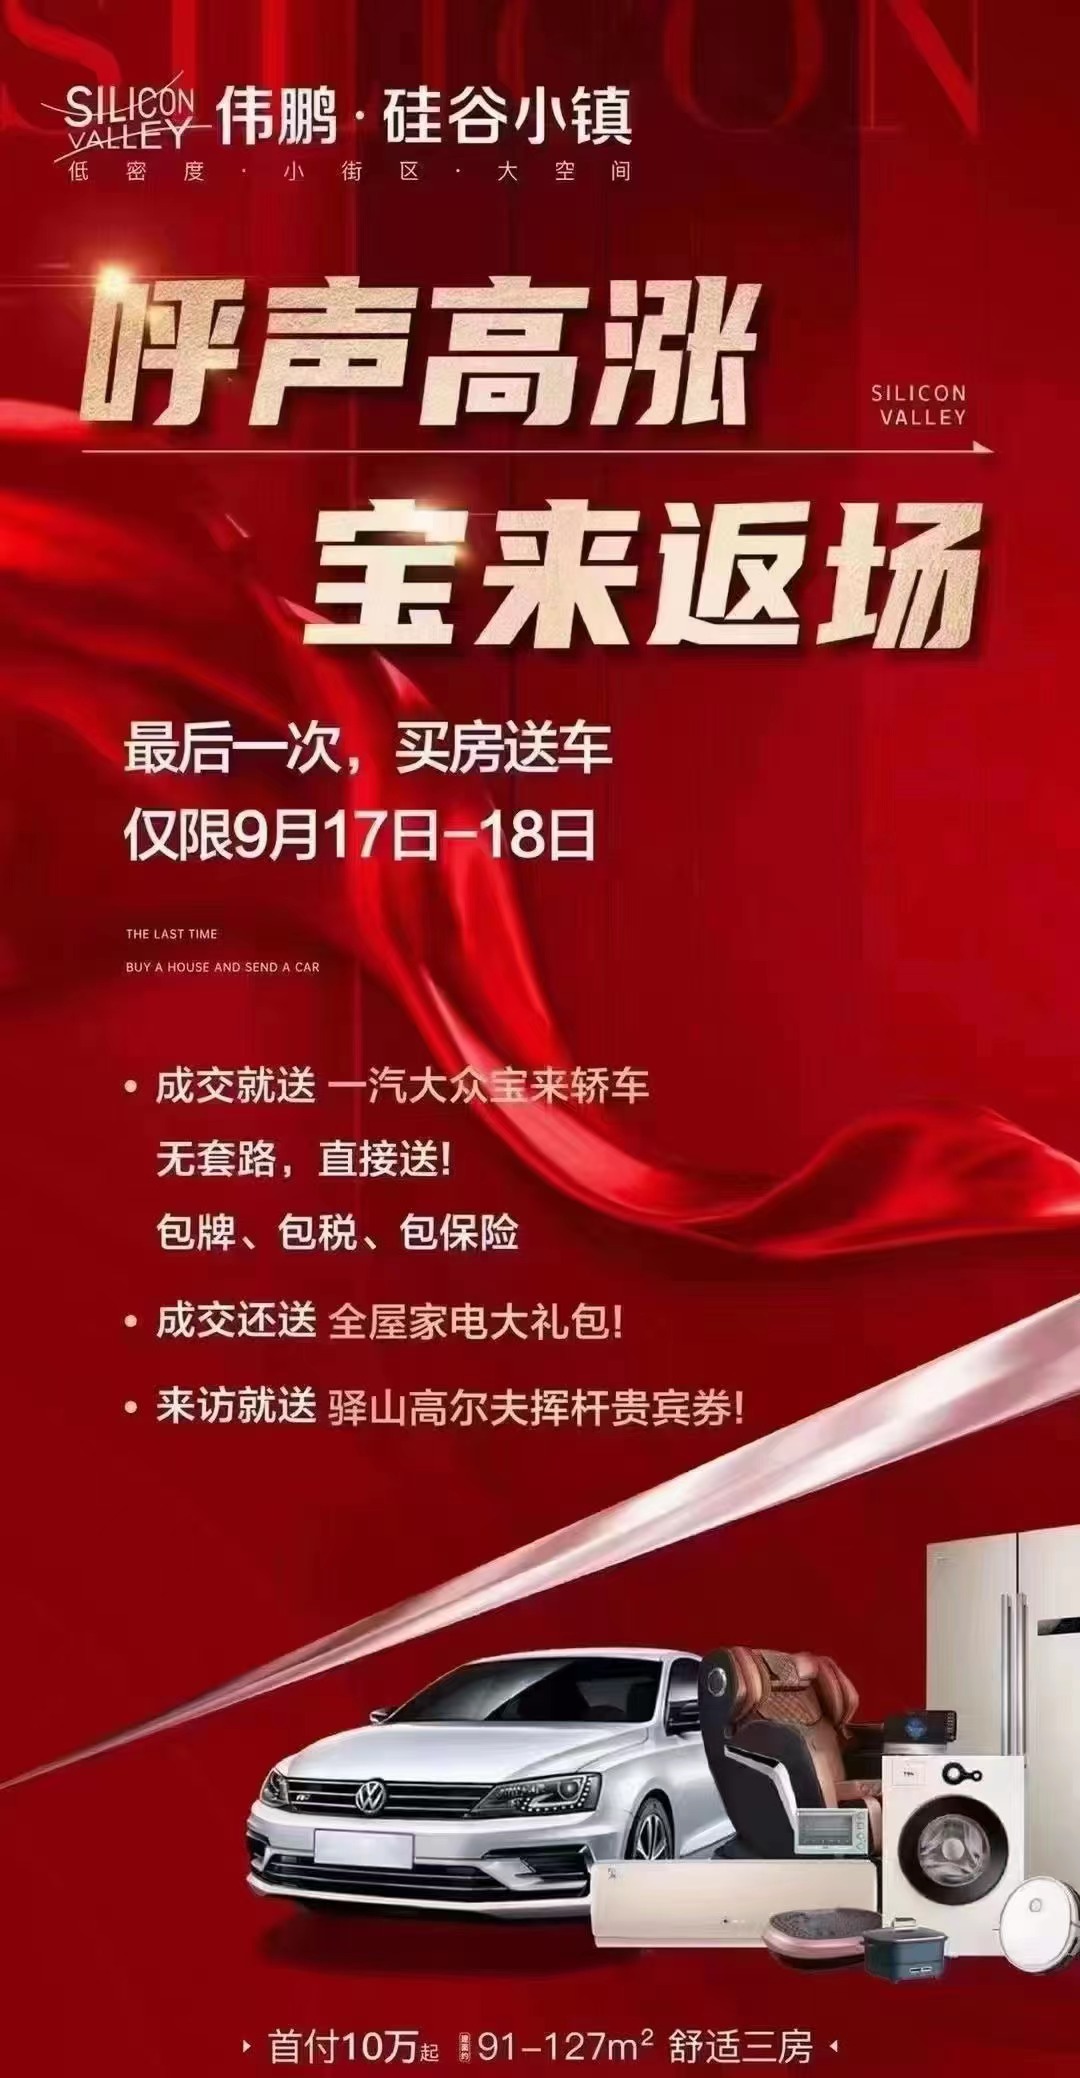 SILICON
SILICON VALLEY 伟鹏·硅谷小镇
低密度·小街区·大空间
呼声高涨
SILICON
VALLEY
宝来返场
最后一次，买房送车
仅限9月17日-18日
THE LAST TIME
BUY A HOUSE AND SEND A CAR
• 成交就送 一汽大众宝来轿车
无套路，直接送!
包牌、包税、包保险
• 成交还送 全屋家电大礼包!
• 来访就送 驿山高尔夫挥杆贵宾券!
首付10万起 建面约 91-127m² 舒适三房